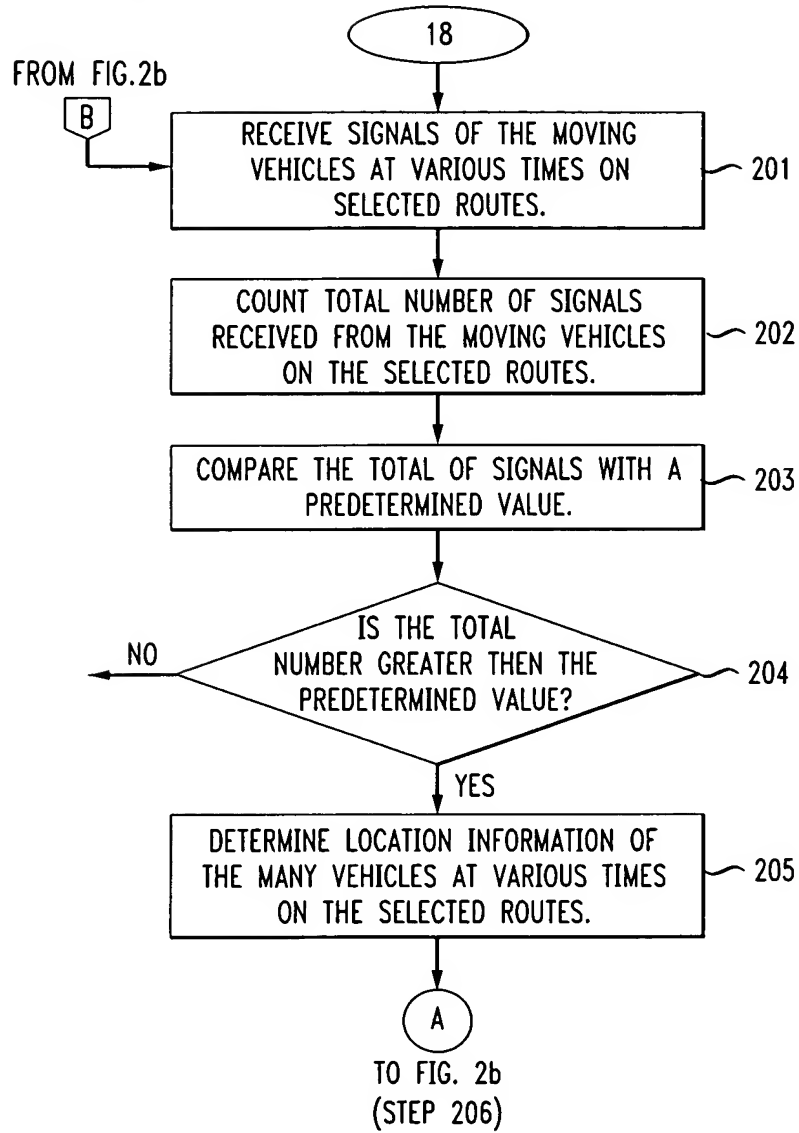 18
FROM FIG.2b
B
RECEIVE SIGNALS OF THE MOVING
VEHICLES AT VARIOUS TIMES ON
SELECTED ROUTES.
201
COUNT TOTAL NUMBER OF SIGNALS
RECEIVED FROM THE MOVING VEHICLES
ON THE SELECTED ROUTES.
202
COMPARE THE TOTAL OF SIGNALS WITH A
PREDETERMINED VALUE.
203
IS THE TOTAL
NUMBER GREATER THEN THE
PREDETERMINED VALUE?
204
NO
YES
DETERMINE LOCATION INFORMATION OF
THE MANY VEHICLES AT VARIOUS TIMES
ON THE SELECTED ROUTES.
205
A
TO FIG. 2b
(STEP 206)